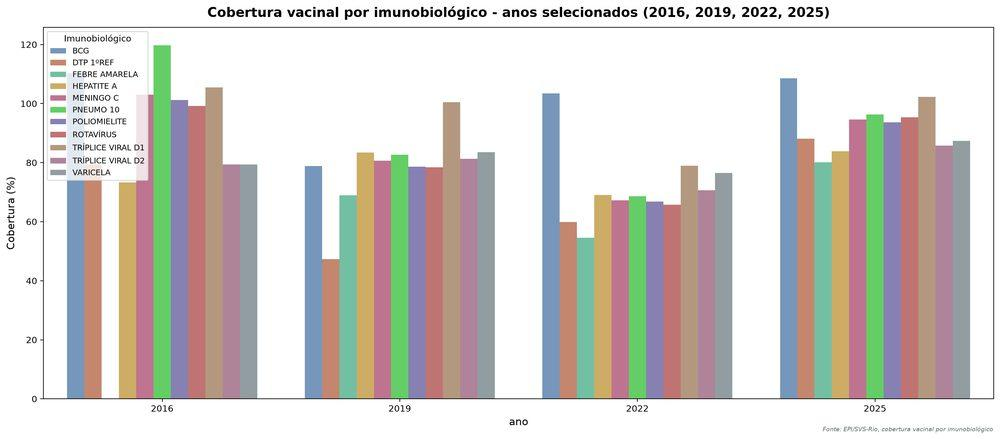 Cobertura vacinal por imunobiológico - anos selecionados (2016, 2019, 2022, 2025)
Imunobiológico
BCG
DTP 1ºREF
FEBRE AMARELA
HEPATITE A
MENINGO C
PNEUMO 10
POLIOMIELITE
ROTAVÍRUS
TRÍPLICE VIRAL D1
TRÍPLICE VIRAL D2
VARICELA
Cobertura (%)
120
100
80
60
40
20
0
2016
2019
2022
2025
ano
Fonte: EPI/SVS-Rio, cobertura vacinal por imunobiológico